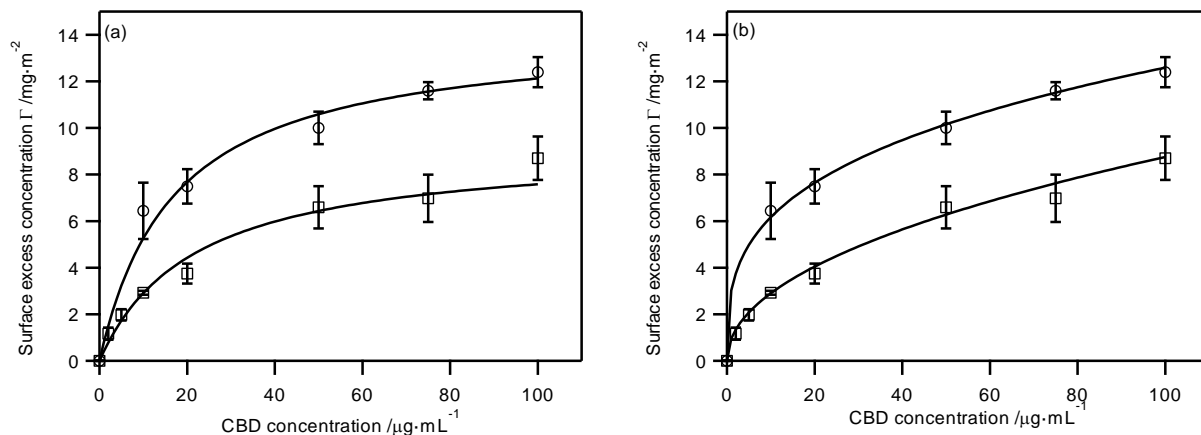 (a)
Surface excess concentration Γ /mg·m⁻²
14
12
10
8
6
4
2
0
0 20 40 60 80 100
CBD concentration /μg·mL⁻¹
(b)
Surface excess concentration Γ /mg·m⁻²
14
12
10
8
6
4
2
0
0 20 40 60 80 100
CBD concentration /μg·mL⁻¹